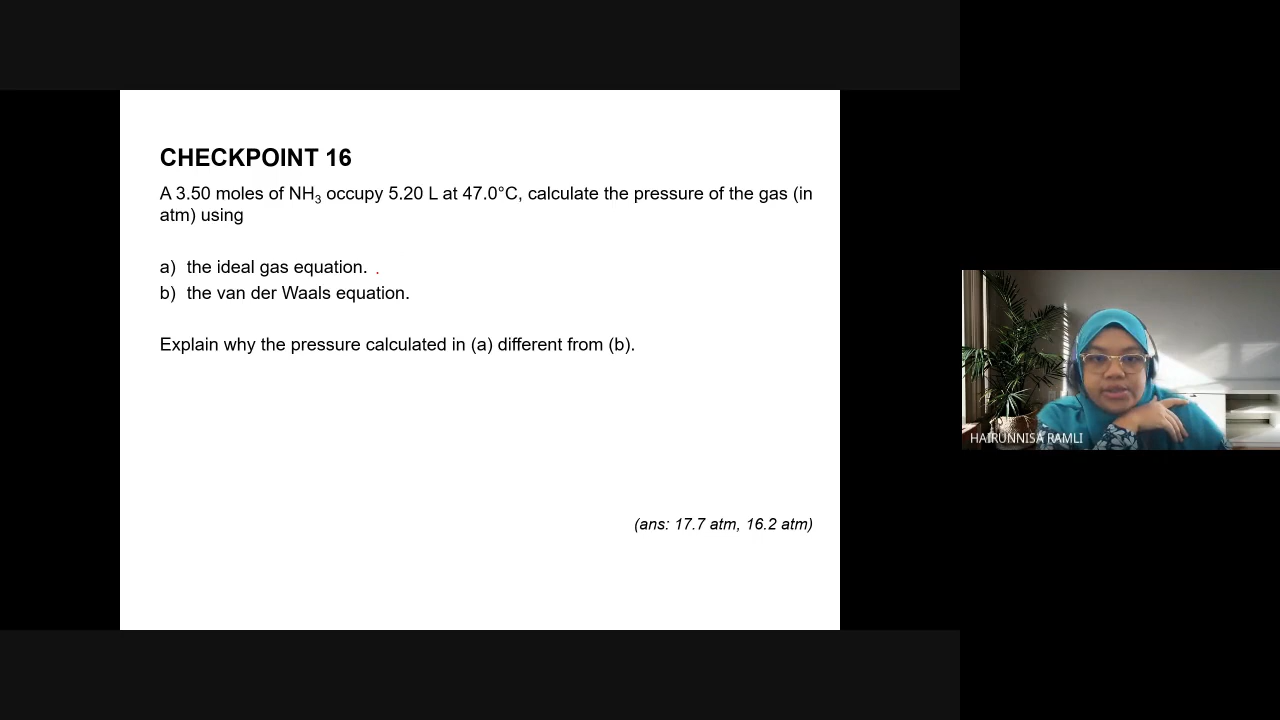 CHECKPOINT 16
A 3.50 moles of NH₃ occupy 5.20 L at 47.0°C, calculate the pressure of the gas (in
atm) using
a) the ideal gas equation.
b) the van der Waals equation.
Explain why the pressure calculated in (a) different from (b).
(ans: 17.7 atm, 16.2 atm)
HAIRUNNISA RAMLI